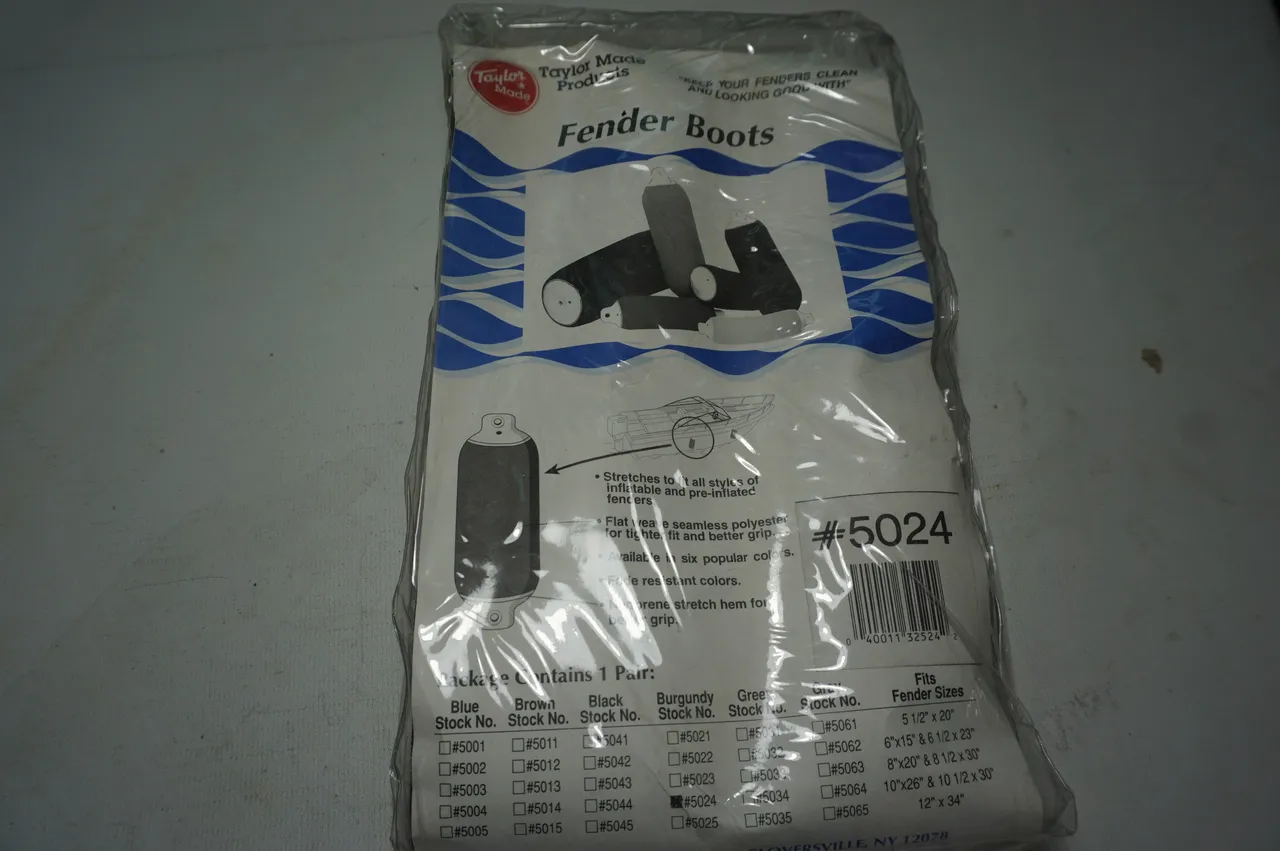 Taylor
Made
Taylor Made
Products
"KEEP YOUR FENDERS CLEAN
AND LOOKING GOOD WITH"
Fender Boots
• Stretches to fit all styles of
inflatable and pre-inflated
fenders.
• Flat weave seamless polyester
for tighter fit and better grip.
• Available in six popular colors.
• Fade resistant colors.
• Neoprene stretch hem for
better grip.
#5024
0 40011 32524 2
Package Contains 1 Pair:
Blue Stock No. Brown Stock No. Black Stock No. Burgundy Stock No. Green Stock No. Gray Stock No. Fits Fender Sizes
#5001 #5011 #5041 #5021 #5031 #5061 5 1/2" x 20"
#5002 #5012 #5042 #5022 #5032 #5062 6"x15" & 6 1/2 x 23"
#5003 #5013 #5043 #5023 #5033 #5063 8"x20" & 8 1/2 x 30"
#5004 #5014 #5044 #5024 #5034 #5064 10"x26" & 10 1/2 x 30"
#5005 #5015 #5045 #5025 #5035 #5065 12" x 34"
GLOVERSVILLE, NY 12078